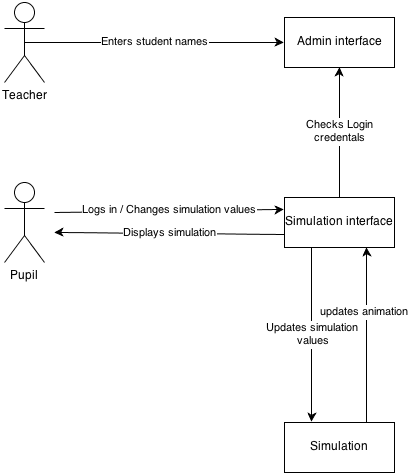 Enters student names
Admin interface
Teacher
Checks Login
credentals
Logs in / Changes simulation values
Simulation interface
Displays simulation
Pupil
updates animation
Updates simulation
values
Simulation